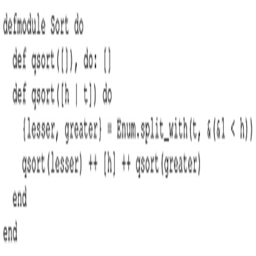 defmodule Sort do
  def qsort([]), do: []
  def qsort([h | t]) do
    {lesser, greater} = Enum.split_with(t, &(&1 < h))
    qsort(lesser) ++ [h] ++ qsort(greater)
  end
end